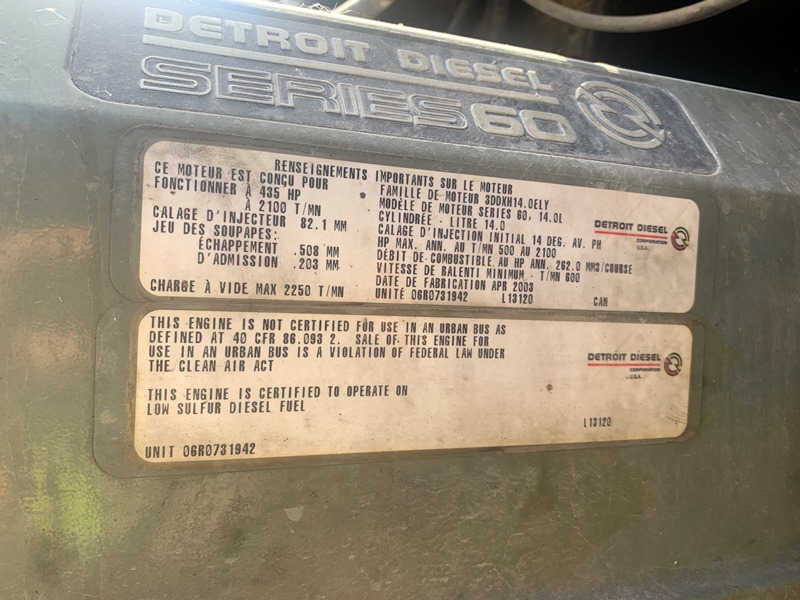 DETROIT DIESEL
SERIES 60
RENSEIGNEMENTS IMPORTANTS SUR LE MOTEUR
CE MOTEUR EST CONÇU POUR
FONCTIONNER À 435 HP
À 2100 T/MN
CALAGE D'INJECTEUR 82.1 MM
JEU DES SOUPAPES:
ÉCHAPPEMENT .508 MM
D'ADMISSION .203 MM
CHARGE À VIDE MAX 2250 T/MN
FAMILLE DE MOTEUR 3DDXH14.0ELY
MODÈLE DE MOTEUR SERIES 60, 14.0L
CYLINDRÉE - LITRE 14.0
CALAGE D'INJECTION INITIAL 14 DEG. AV. PH
HP MAX. ANN. AU T/MN 500 AU 2100
DÉBIT DE COMBUSTIBLE AU HP ANN. 262.0 MM3/COURSE
VITESSE DE RALENTI MINIMUM - T/MN 600
DATE DE FABRICATION APR 2003
UNITÉ 06R0731942 L13120 CAN
DETROIT DIESEL
CORPORATION
U.S.A.
THIS ENGINE IS NOT CERTIFIED FOR USE IN AN URBAN BUS AS
DEFINED AT 40 CFR 86.093 2. SALE OF THIS ENGINE FOR
USE IN AN URBAN BUS IS A VIOLATION OF FEDERAL LAW UNDER
THE CLEAN AIR ACT
THIS ENGINE IS CERTIFIED TO OPERATE ON
LOW SULFUR DIESEL FUEL
DETROIT DIESEL
CORPORATION
U.S.A.
L13120
UNIT 06R0731942